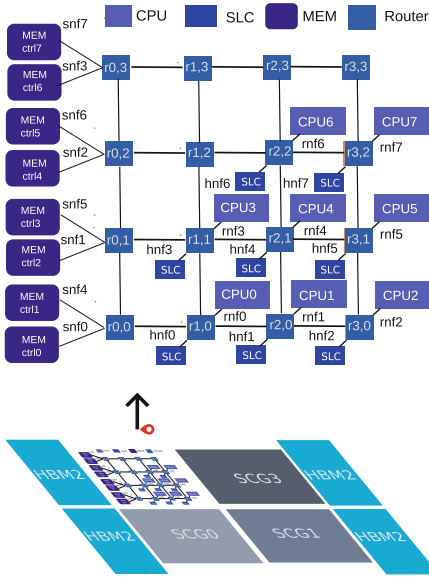 snf7
CPU
SLC
MEM
Router
MEM
ctrl7
snf3
r0,3
r1,3
r2,3
r3,3
MEM
ctrl6
snf6
MEM
ctrl5
CPU6
CPU7
rnf6
rnf7
snf2
r0,2
r1,2
r2,2
r3,2
MEM
ctrl4
hnf6
SLC
hnf7
SLC
snf5
MEM
ctrl3
CPU3
CPU4
CPU5
rnf3
rnf4
rnf5
snf1
r0,1
r1,1
r2,1
r3,1
MEM
ctrl2
hnf3
hnf4
hnf5
SLC
SLC
SLC
snf4
MEM
ctrl1
CPU0
CPU1
CPU2
rnf0
rnf1
rnf2
snf0
r0,0
r1,0
r2,0
r3,0
MEM
ctrl0
hnf0
hnf1
hnf2
SLC
SLC
SLC
HBM2
SCG3
HBM2
HBM2
SCG0
SCG1
HBM2